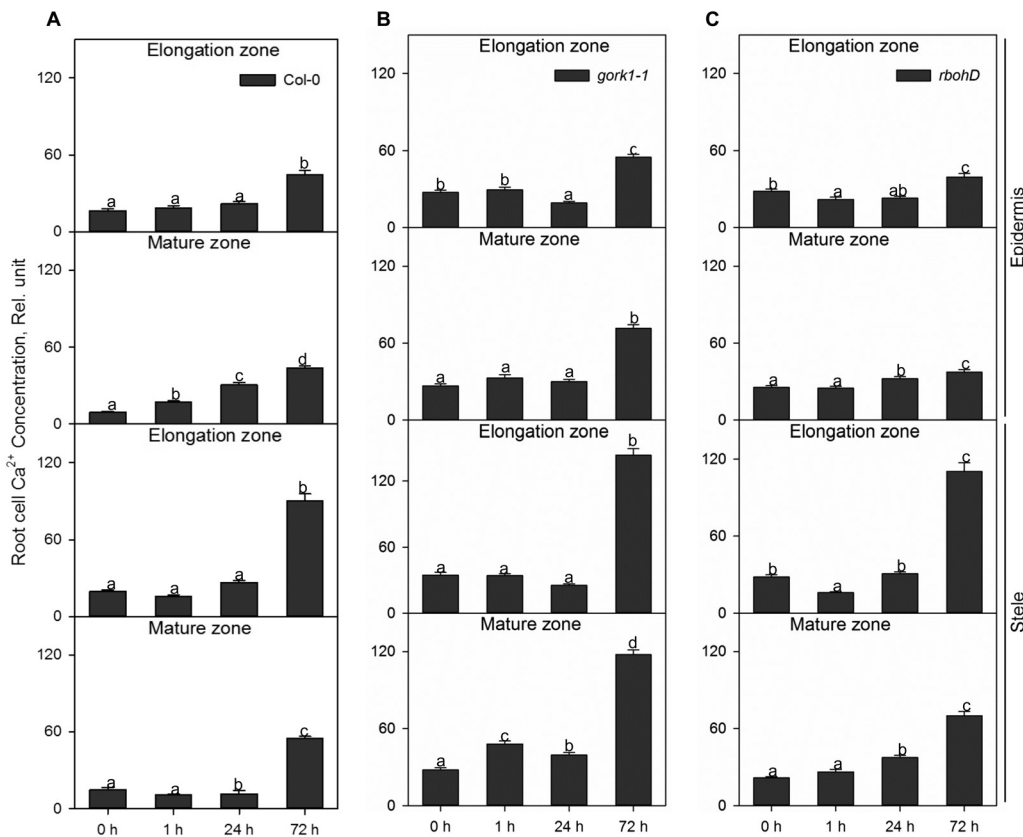 A
Elongation zone
Col-0
120
60
0
a
a
a
b
Mature zone
120
60
0
a
b
c
d
Elongation zone
120
60
0
a
a
a
b
Mature zone
120
60
0
a
a
b
c
0 h 1 h 24 h 72 h
Root cell Ca²⁺ Concentration, Rel. unit
B
Elongation zone
gork1-1
120
60
0
b
b
a
c
Mature zone
120
60
0
a
a
a
b
Elongation zone
120
60
0
a
a
a
b
Mature zone
120
60
0
a
c
b
d
0 h 1 h 24 h 72 h
C
Elongation zone
rbohD
120
60
0
b
a
ab
c
Mature zone
120
60
0
a
a
b
c
Elongation zone
120
60
0
b
a
b
c
Mature zone
120
60
0
a
a
b
c
0 h 1 h 24 h 72 h
Epidermis
Stele